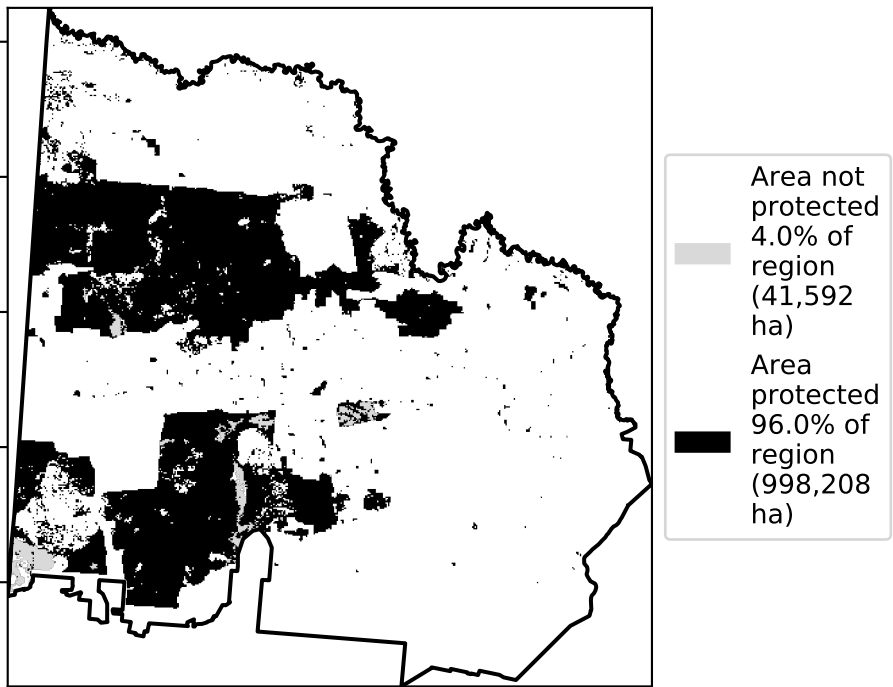 Area not
protected
4.0% of
region
(41,592
ha)
Area
protected
96.0% of
region
(998,208
ha)